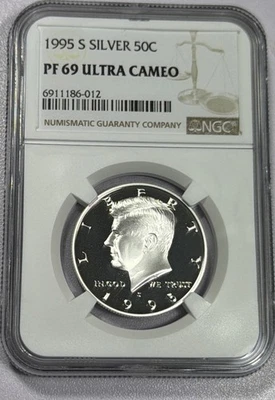 1995 S SILVER 50C
PF 69 ULTRA CAMEO
6911186-012
NUMISMATIC GUARANTY COMPANY
NGC
LIBERTY
IN GOD WE TRUST
S
1995